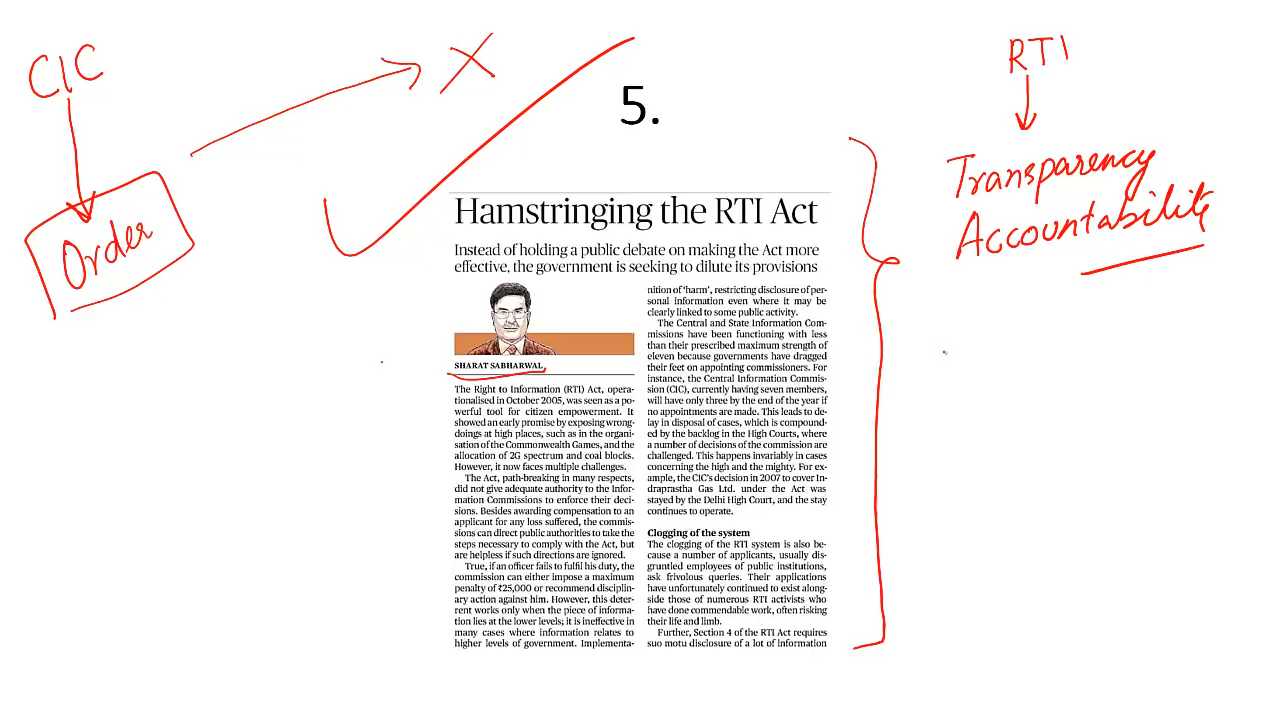 CIC
Order
X
5.
RTI
Transparency
Accountability
Hamstringing the RTI Act
Instead of holding a public debate on making the Act more
effective, the government is seeking to dilute its provisions
SHARAT SABHARWAL
The Right to Information (RTI) Act, opera-
tionalised in October 2005, was seen as a po-
werful tool for citizen empowerment. It
showed an early promise by exposing wrong-
doings at high places, such as in the organi-
sation of the Commonwealth Games, and the
allocation of 2G spectrum and coal blocks.
However, it now faces multiple challenges.
The Act, path-breaking in many respects,
did not give adequate authority to the Infor-
mation Commissions to enforce their deci-
sions. Besides awarding compensation to an
applicant for any loss suffered, the commis-
sions can direct public authorities to take the
steps necessary to comply with the Act, but
are helpless if such directions are ignored.
True, if an officer fails to fulfil his duty, the
commission can either impose a maximum
penalty of ₹25,000 or recommend disciplin-
ary action against him. However, this deter-
rent works only when the piece of informa-
tion lies at the lower levels; it is ineffective in
many cases where information relates to
higher levels of government. Implementa-
nition of 'harm', restricting disclosure of per-
sonal information even where it may be
clearly linked to some public activity.
The Central and State Information Com-
missions have been functioning with less
than their prescribed maximum strength of
eleven because governments have dragged
their feet on appointing commissioners. For
instance, the Central Information Commis-
sion (CIC), currently having seven members,
will have only three by the end of the year if
no appointments are made. This leads to de-
lay in disposal of cases, which is compound-
ed by the backlog in the High Courts, where
a number of decisions of the commission are
challenged. This happens invariably in cases
concerning the high and the mighty. For ex-
ample, the CIC's decision in 2007 to cover In-
draprastha Gas Ltd. under the Act was
stayed by the Delhi High Court, and the stay
continues to operate.
Clogging of the system
The clogging of the RTI system is also be-
cause a number of applicants, usually dis-
gruntled employees of public institutions,
ask frivolous queries. Their applications
have unfortunately continued to exist along-
side those of numerous RTI activists who
have done commendable work, often risking
their life and limb.
Further, Section 4 of the RTI Act requires
suo motu disclosure of a lot of information